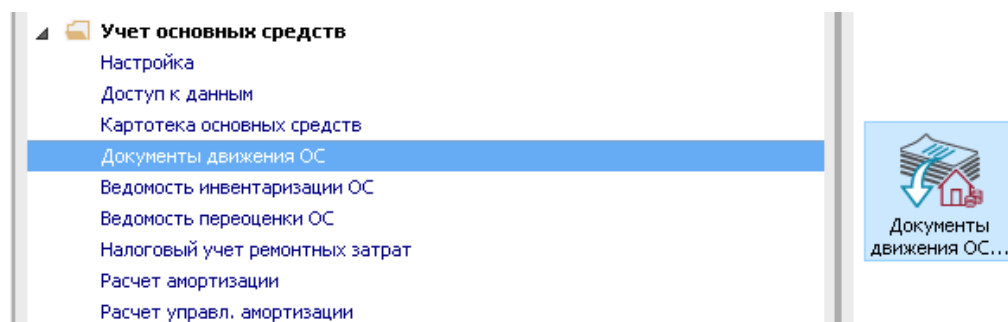 Учет основных средств
Настройка
Доступ к данным
Картотека основных средств
Документы движения ОС
Ведомость инвентаризации ОС
Ведомость переоценки ОС
Налоговый учет ремонтных затрат
Расчет амортизации
Расчет управл. амортизации
Документы
движения ОС...